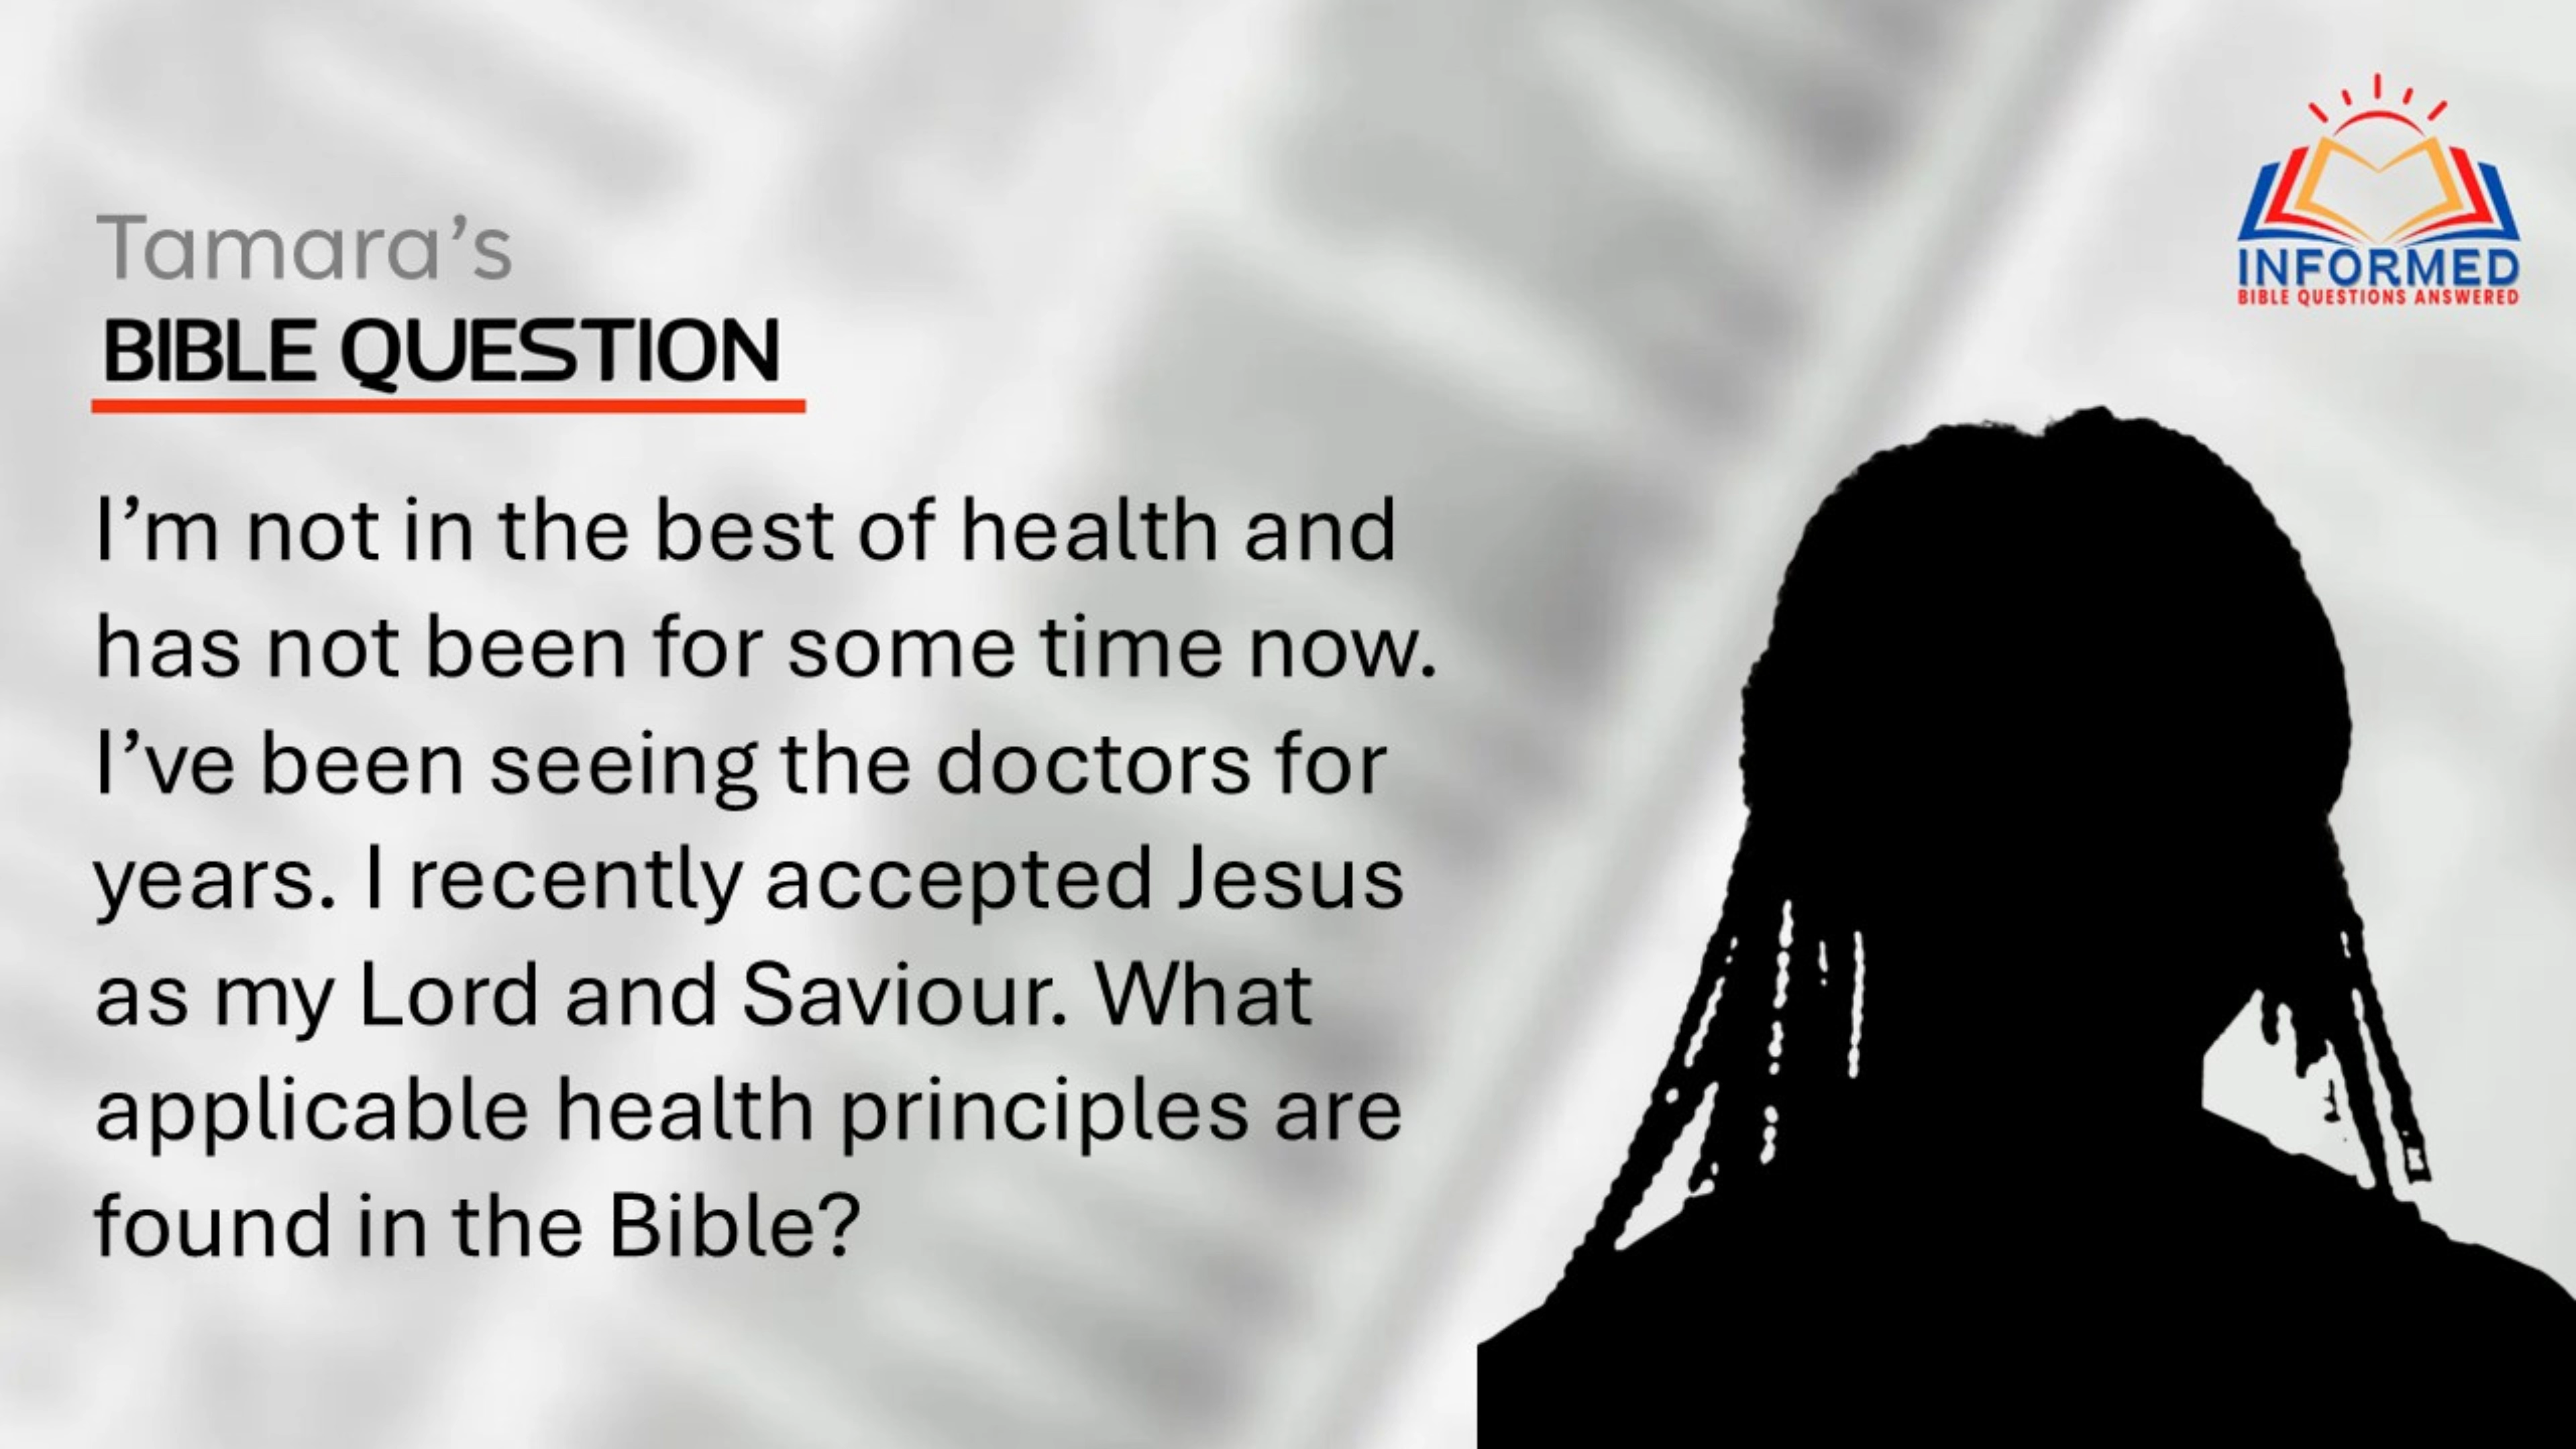 Tamara’s
BIBLE QUESTION
INFORMED
BIBLE QUESTIONS ANSWERED
I’m not in the best of health and
has not been for some time now.
I’ve been seeing the doctors for
years. I recently accepted Jesus
as my Lord and Saviour. What
applicable health principles are
found in the Bible?